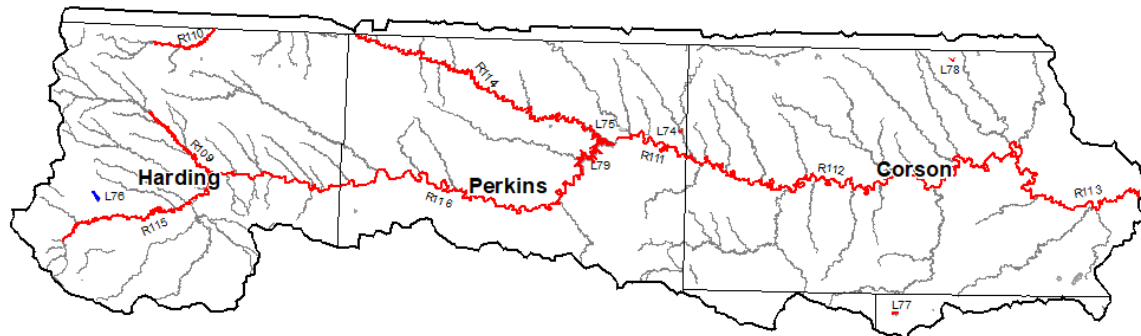 R110
L78
R114
L75
L74
R109
L79
R111
Harding
Perkins
R112
Corson
L76
R116
R113
R115
L77